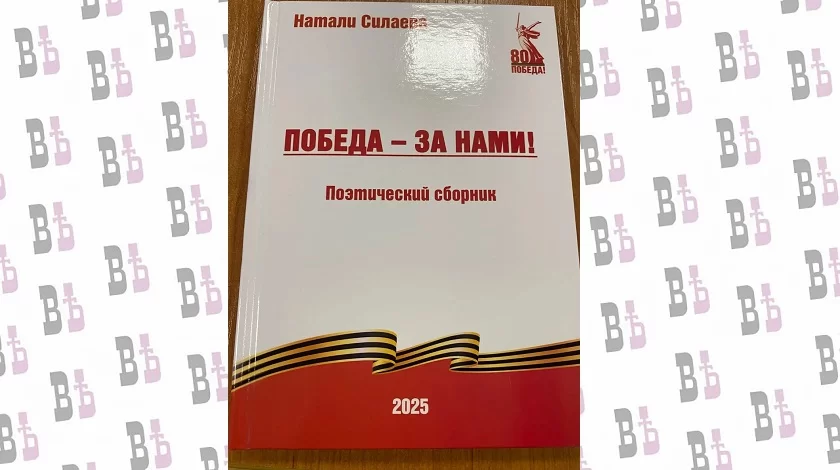 Натали Силаева
80
ПОБЕДА!
ПОБЕДА – ЗА НАМИ!
Поэтический сборник
2025